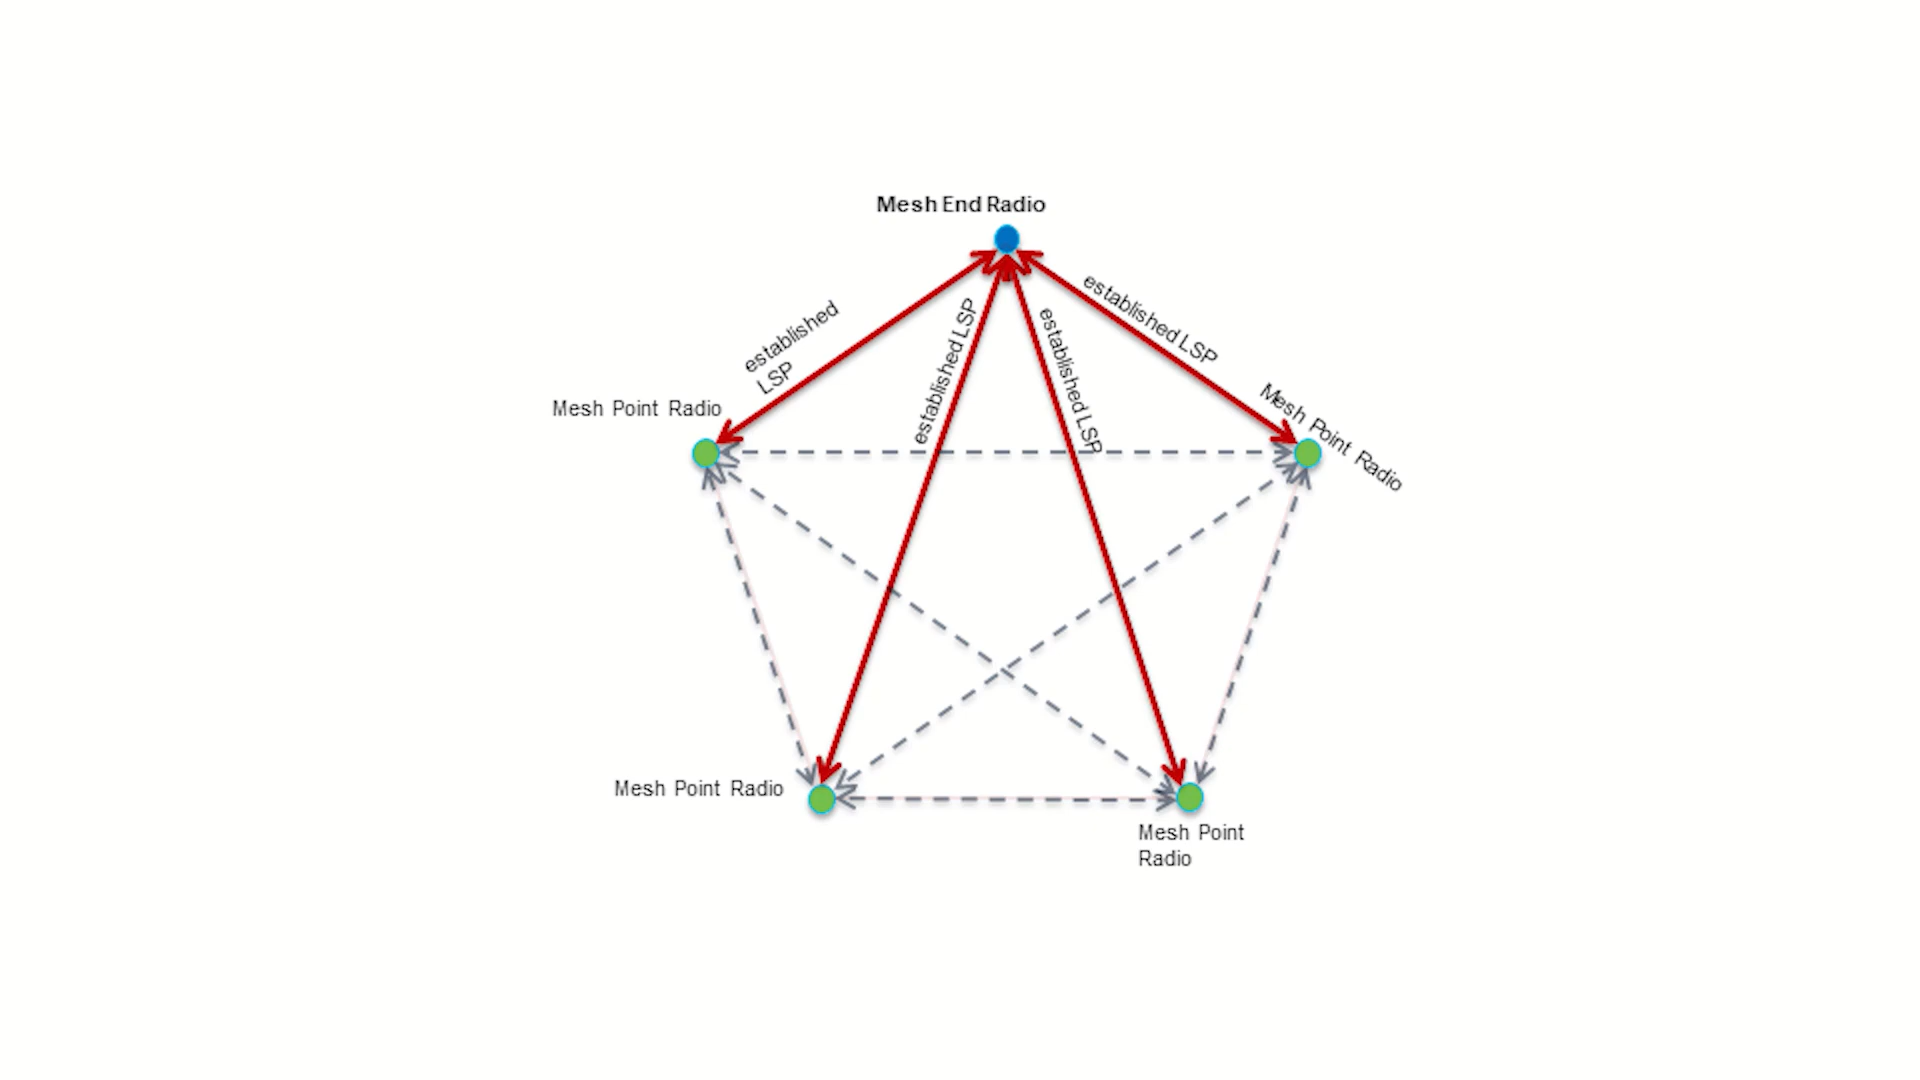 Mesh End Radio
established LSP
established
LSP
established LSP
established LSP
Mesh Point Radio
Mesh Point Radio
Mesh Point Radio
Mesh Point
Radio